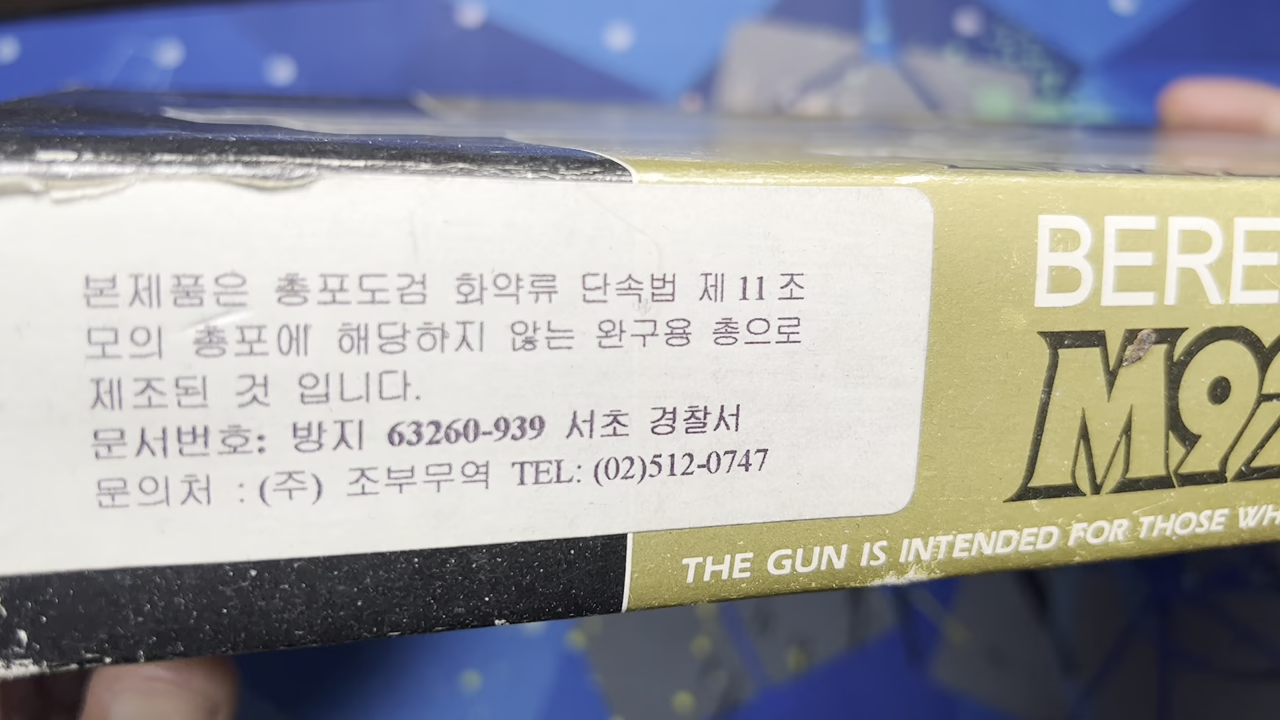 본제품은 총포도검 화약류 단속법 제 11 조
모의 총포에 해당하지 않는 완구용 총으로
제조된 것 입니다.
문서번호: 방지 63260-939 서초 경찰서
문의처 : (주) 조부무역 TEL: (02)512-0747
BERE
M92
THE GUN IS INTENDED FOR THOSE WH